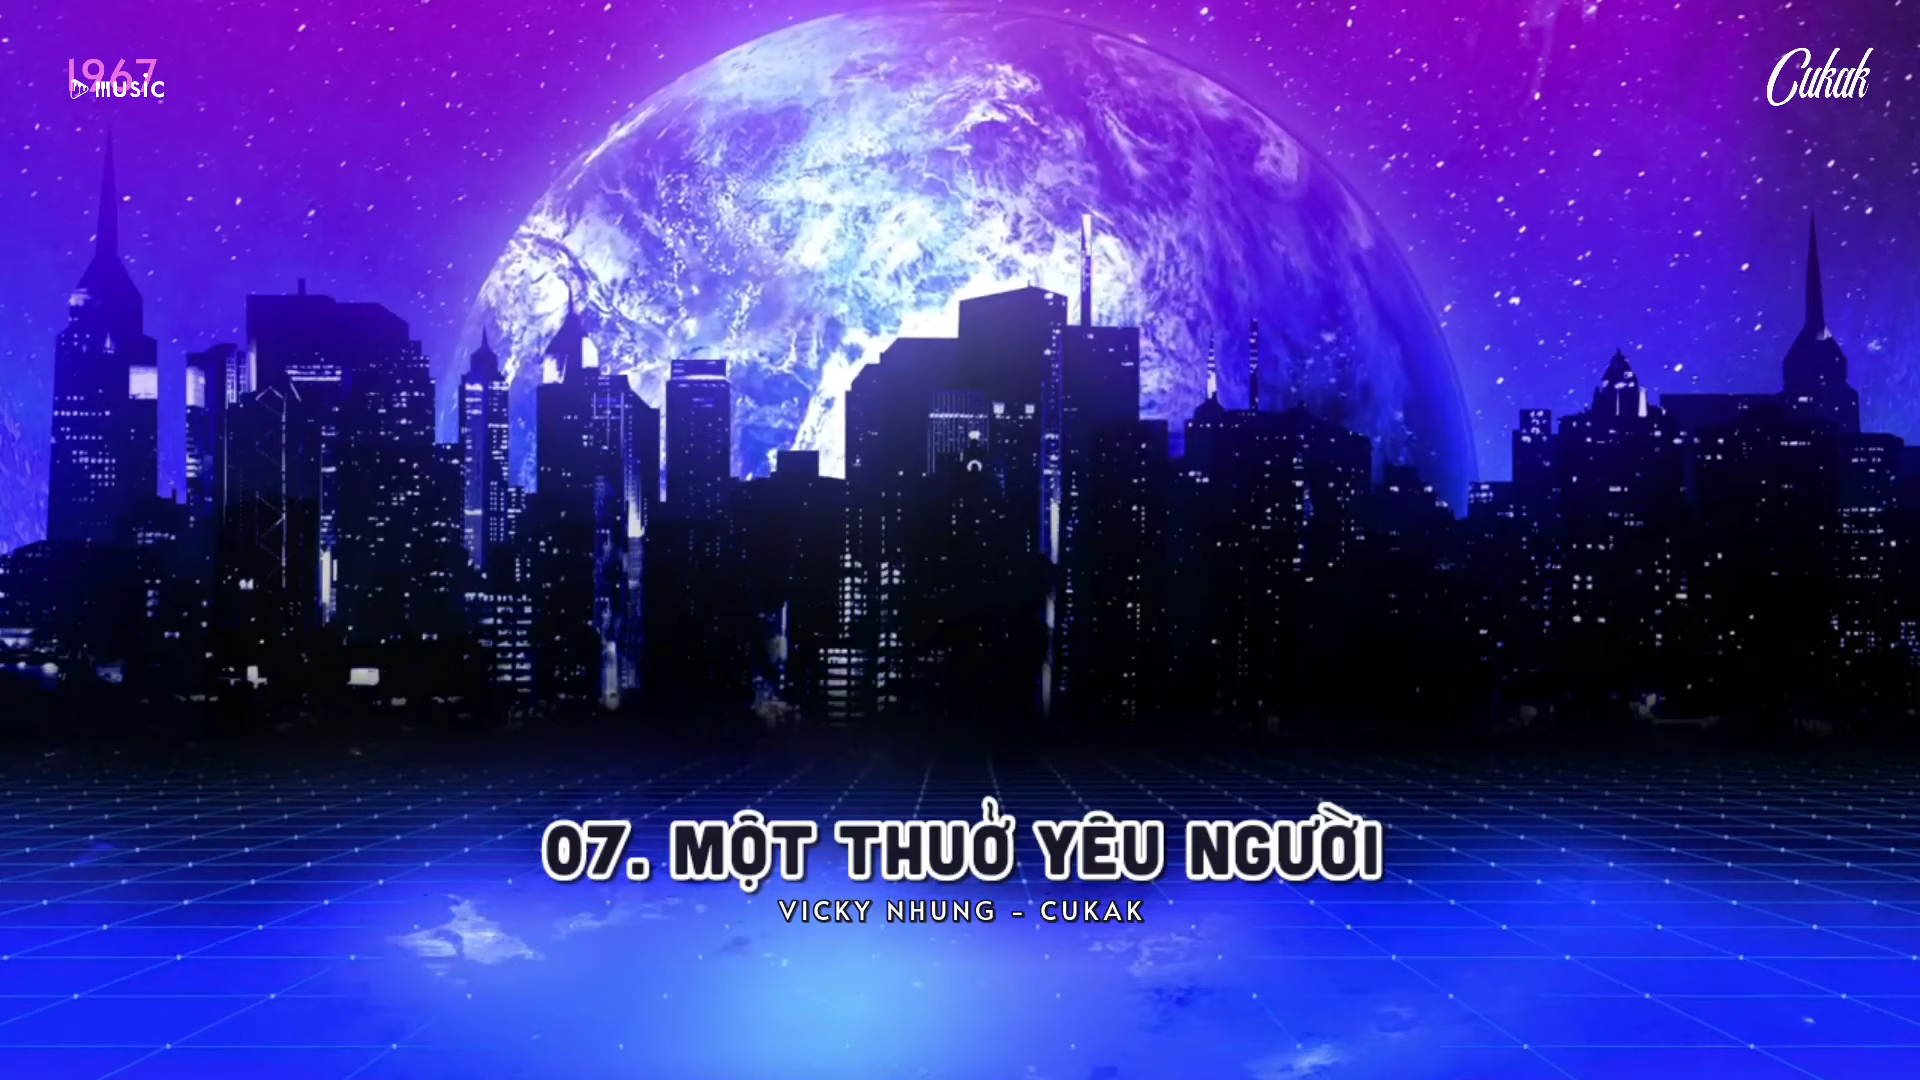 1967
music
Cukak
07. MỘT THUỞ YÊU NGƯỜI
VICKY NHUNG - CUKAK